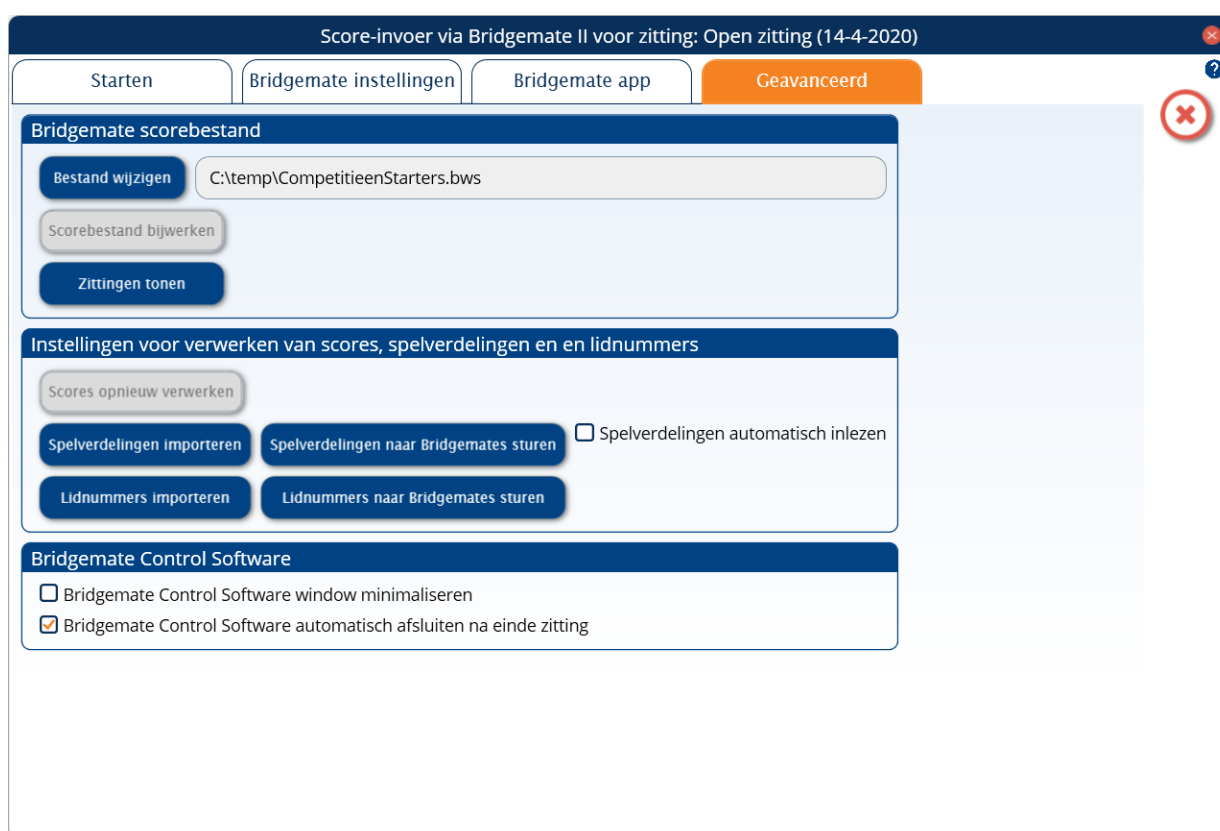 Score-invoer via Bridgemate II voor zitting: Open zitting (14-4-2020)
Starten
Bridgemate instellingen
Bridgemate app
Geavanceerd
?
Bridgemate scorebestand
Bestand wijzigen
C:\temp\CompetitieenStarters.bws
Scorebestand bijwerken
Zittingen tonen
Instellingen voor verwerken van scores, spelverdelingen en en lidnummers
Scores opnieuw verwerken
Spelverdelingen importeren
Spelverdelingen naar Bridgemates sturen
Spelverdelingen automatisch inlezen
Lidnummers importeren
Lidnummers naar Bridgemates sturen
Bridgemate Control Software
Bridgemate Control Software window minimaliseren
Bridgemate Control Software automatisch afsluiten na einde zitting